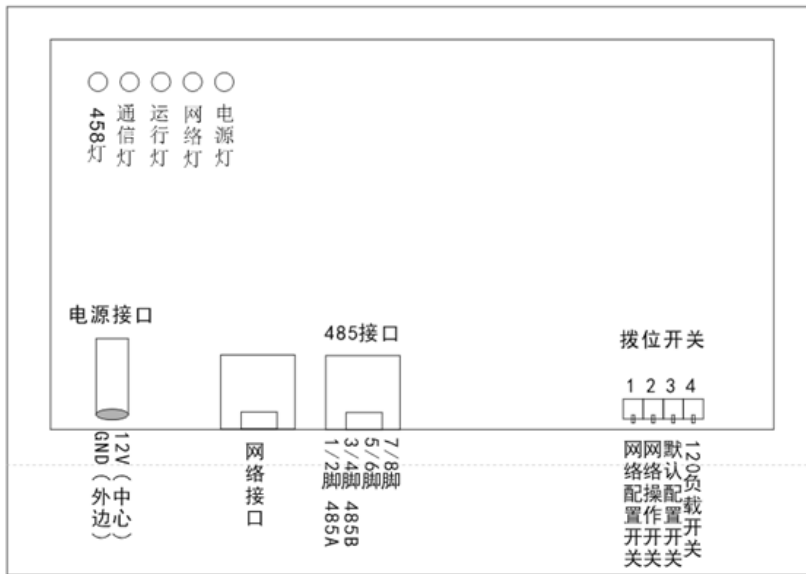 458灯
通信灯
运行灯
网络灯
电源灯
电源接口
485接口
拨位开关
1 2 3 4
GND(外边)
12V(中心)
网络接口
1/2脚 485A
3/4脚 485B
5/6脚
7/8脚
网络配置开关
网络操作开关
默认配置开关
120负载开关